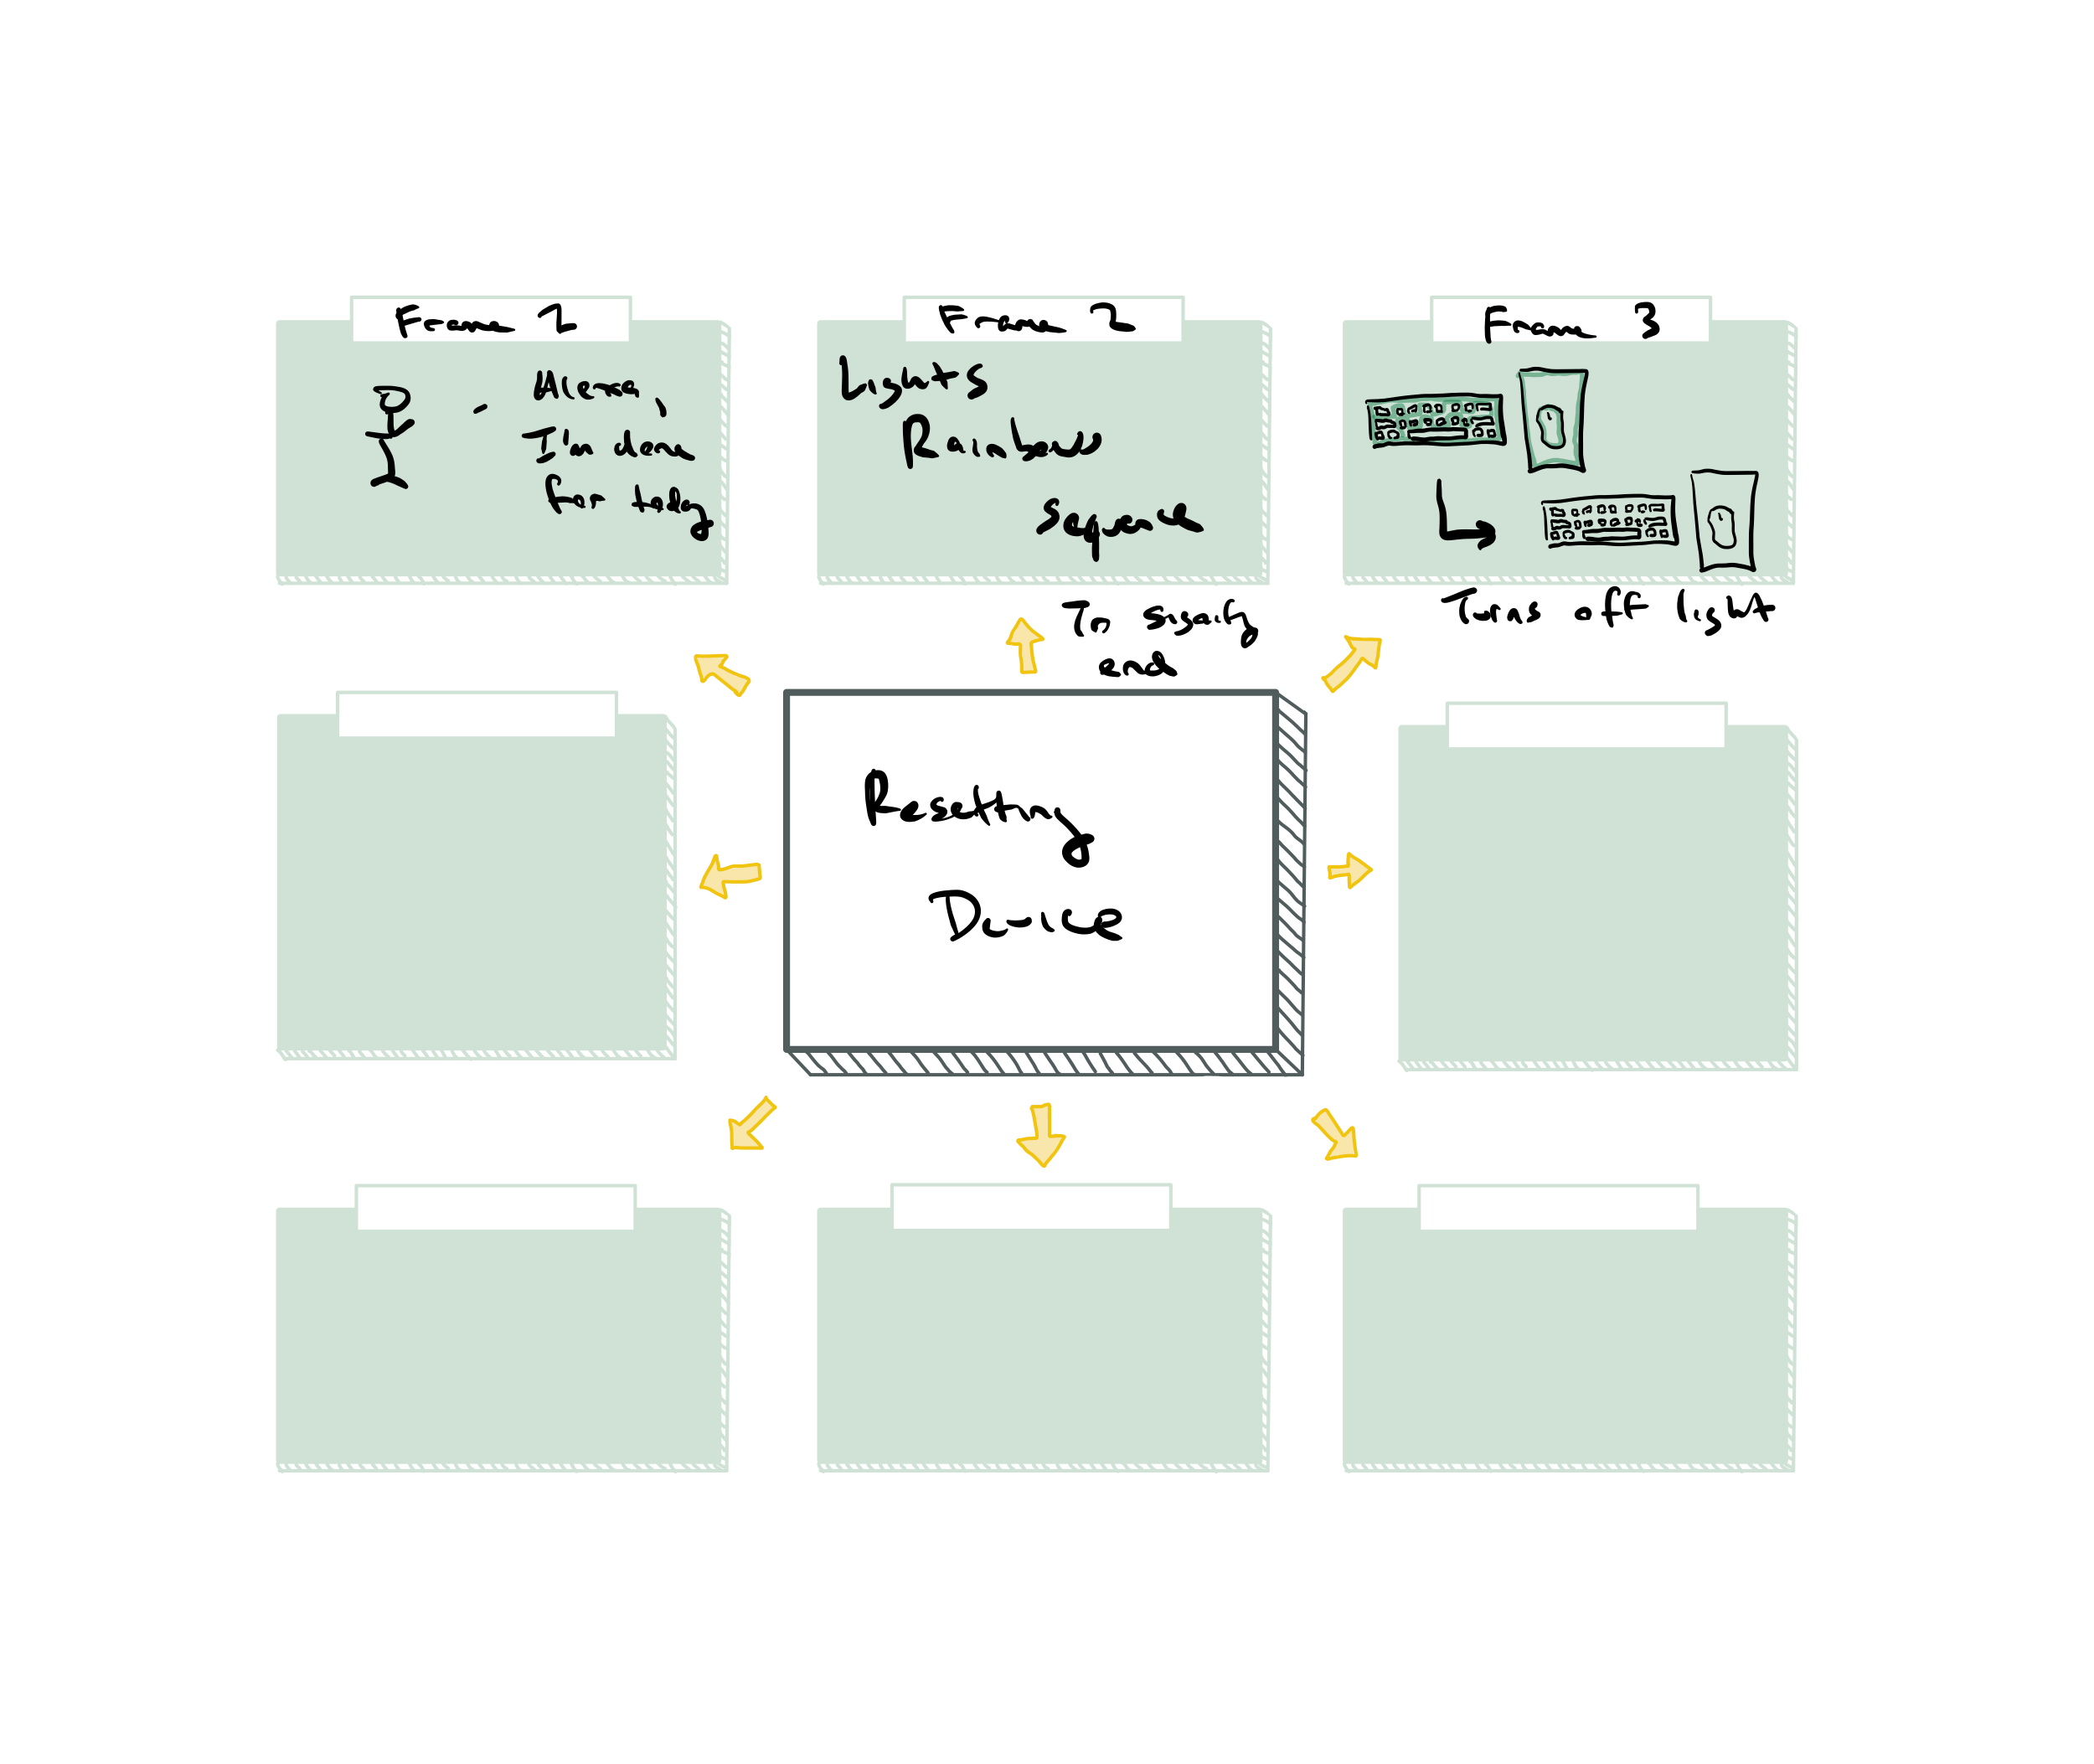 Frame 1
- Alexa,
I'm done
for today
Frame 2
Lights
Rainbow
sequence
To signify
end
Frame 3
Turns off light
Resetting
Device